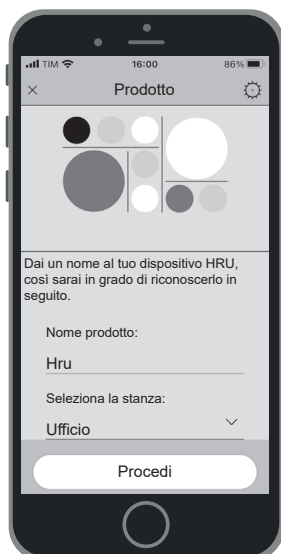 TIM 16:00 86%
× Prodotto
Dai un nome al tuo dispositivo HRU,
così sarai in grado di riconoscerlo in
seguito.
Nome prodotto:
Hru
Seleziona la stanza:
Ufficio
Procedi